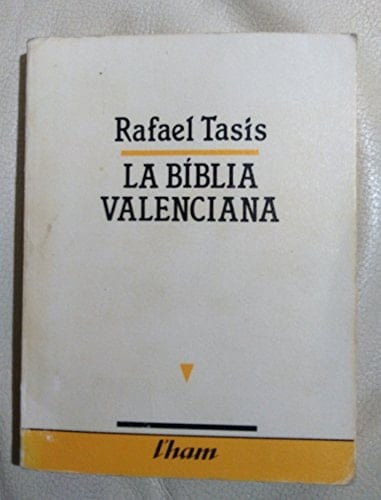 Rafael Tasis
LA BÍBLIA
VALENCIANA
l'ham